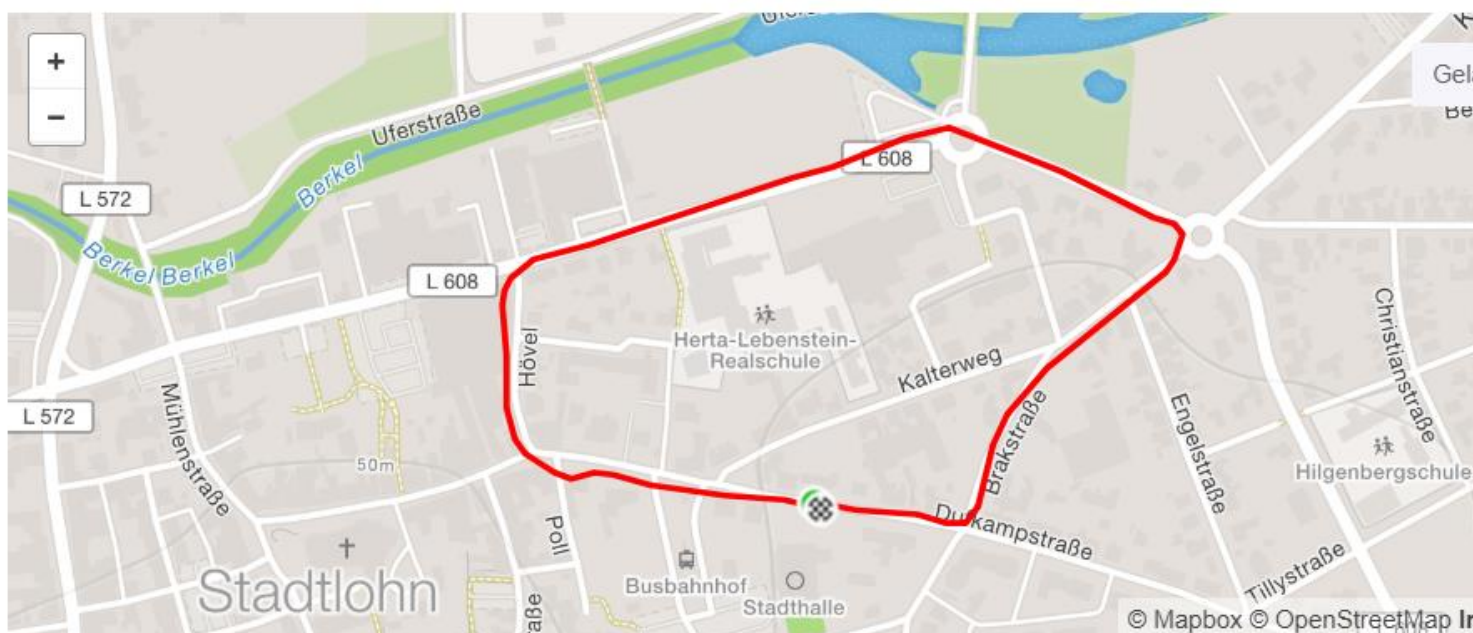 +
−
Uferstraße
Berkel
L 572
Berkel Berkel
L 608
L 608
Hövel
Herta-Lebenstein-
Realschule
Kalterweg
Mühlenstraße
L 572
50m
Brakstraße
Engelstraße
Christianstraße
Hilgenbergschule
Dufkampstraße
Poll
Busbahnhof
Stadthalle
Stadtlohn
Tillystraße
© Mapbox © OpenStreetMap